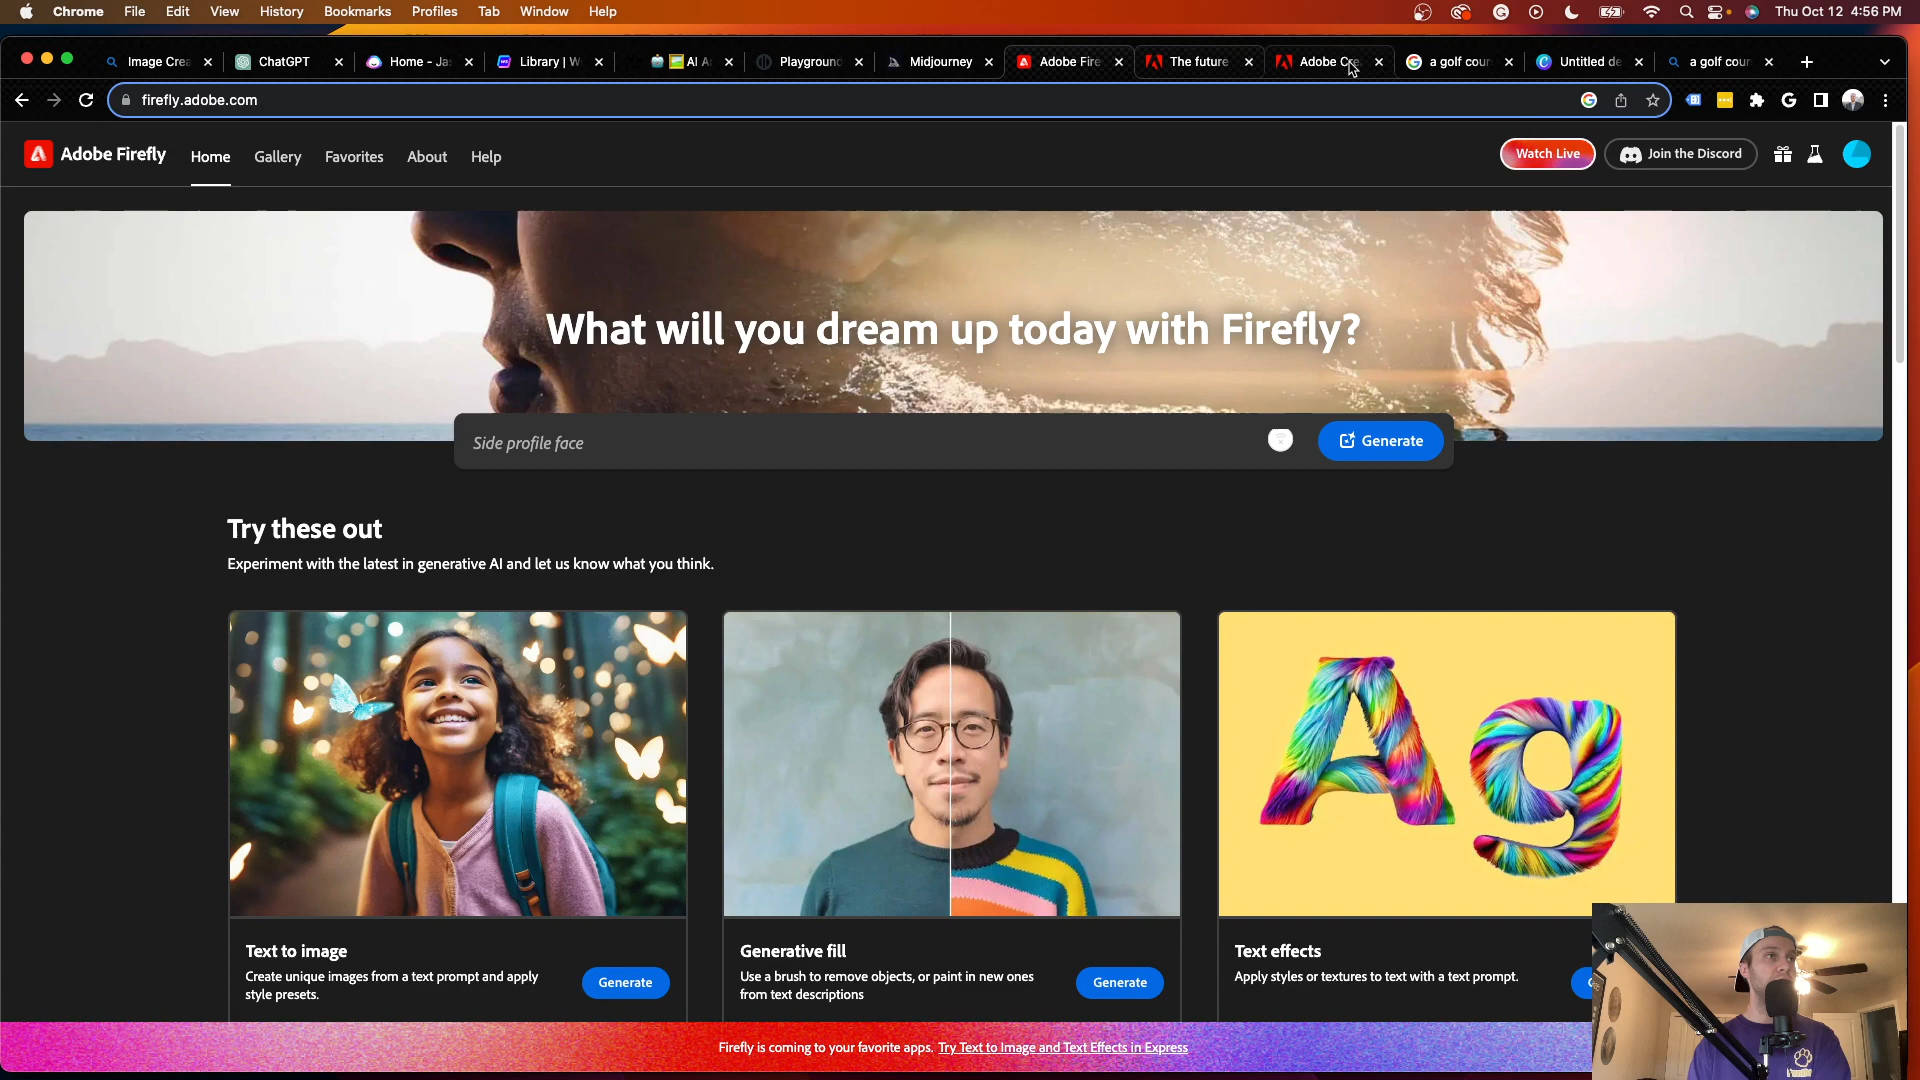 Chrome File Edit View History Bookmarks Profiles Tab Window Help
Thu Oct 12 4:56 PM
Image Crea
ChatGPT
Home - Jas
Library | W
AI A
Playground
Midjourney
Adobe Fire
The future
Adobe Cre
a golf cour
Untitled de
a golf cour
firefly.adobe.com
Adobe Firefly
Home
Gallery
Favorites
About
Help
Watch Live
Join the Discord
What will you dream up today with Firefly?
Side profile face
Generate
Try these out
Experiment with the latest in generative AI and let us know what you think.
Ag
Text to image
Create unique images from a text prompt and apply
style presets.
Generate
Generative fill
Use a brush to remove objects, or paint in new ones
from text descriptions
Generate
Text effects
Apply styles or textures to text with a text prompt.
Firefly is coming to your favorite apps. Try Text to Image and Text Effects in Express